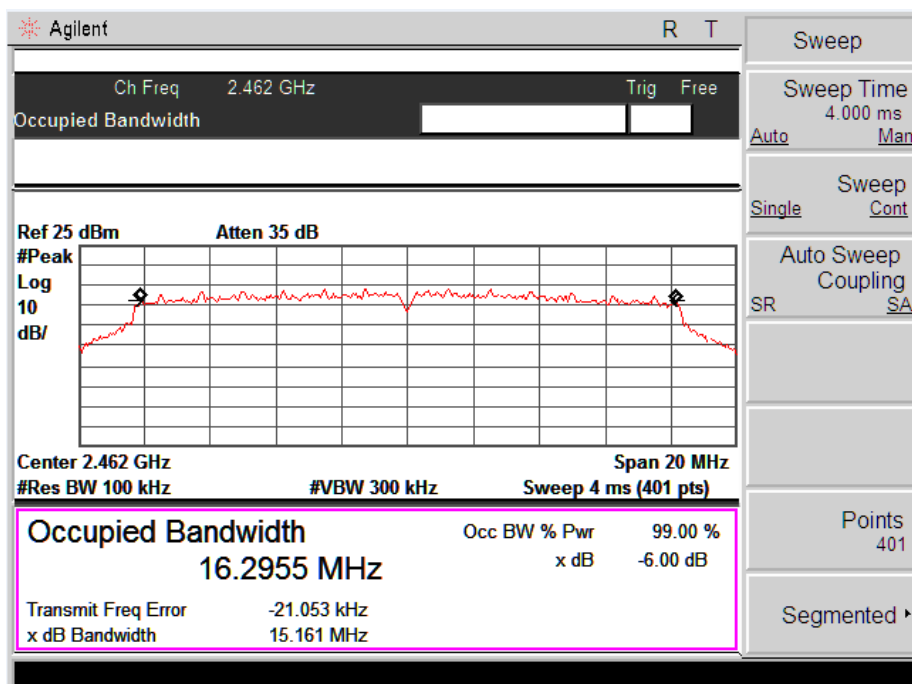 Agilent R T
Ch Freq 2.462 GHz Trig Free
Occupied Bandwidth
Ref 25 dBm Atten 35 dB
#Peak
Log
10
dB/
Center 2.462 GHz Span 20 MHz
#Res BW 100 kHz #VBW 300 kHz Sweep 4 ms (401 pts)
Occupied Bandwidth Occ BW % Pwr 99.00 %
16.2955 MHz x dB -6.00 dB
Transmit Freq Error -21.053 kHz
x dB Bandwidth 15.161 MHz
Sweep
Sweep Time
4.000 ms
Auto Man
Sweep
Single Cont
Auto Sweep
Coupling
SR SA
Points
401
Segmented